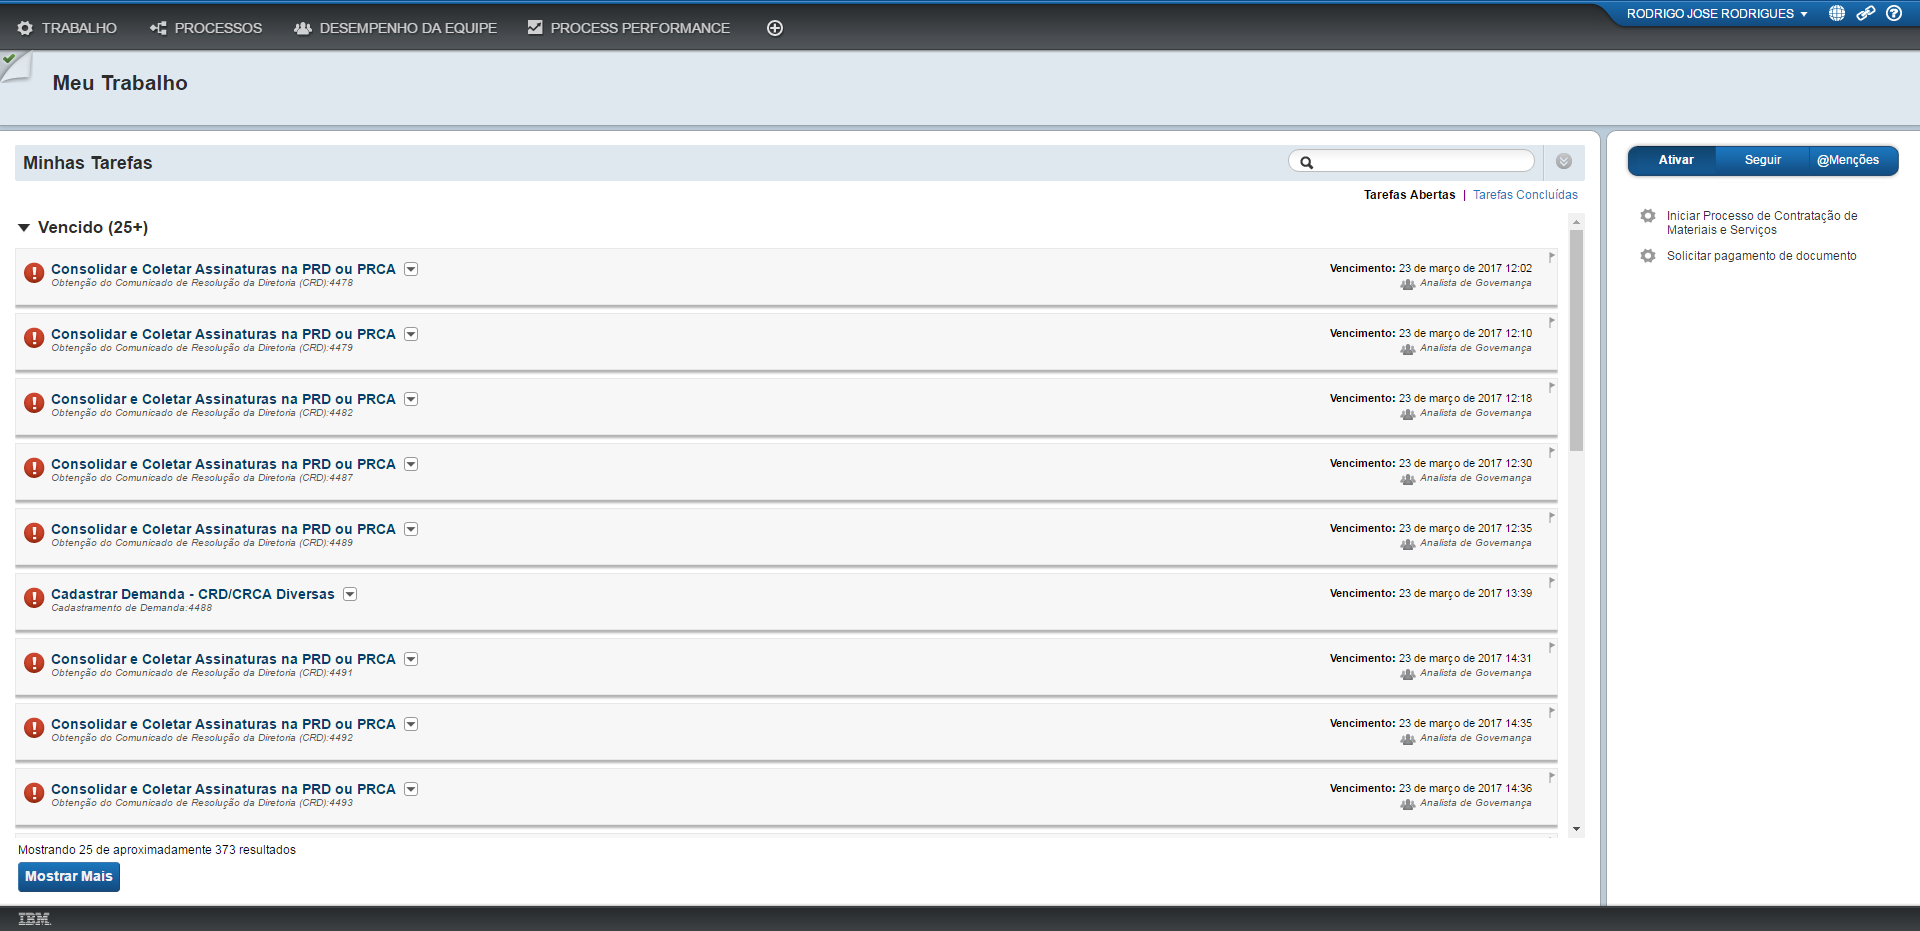 TRABALHO
PROCESSOS
DESEMPENHO DA EQUIPE
PROCESS PERFORMANCE
RODRIGO JOSE RODRIGUES
Meu Trabalho
Minhas Tarefas
Tarefas Abertas | Tarefas Concluídas
Vencido (25+)
Consolidar e Coletar Assinaturas na PRD ou PRCA
Obtenção do Comunicado de Resolução da Diretoria (CRD):4478
Vencimento: 23 de março de 2017 12:02
Analista de Governança
Consolidar e Coletar Assinaturas na PRD ou PRCA
Obtenção do Comunicado de Resolução da Diretoria (CRD):4479
Vencimento: 23 de março de 2017 12:10
Analista de Governança
Consolidar e Coletar Assinaturas na PRD ou PRCA
Obtenção do Comunicado de Resolução da Diretoria (CRD):4482
Vencimento: 23 de março de 2017 12:18
Analista de Governança
Consolidar e Coletar Assinaturas na PRD ou PRCA
Obtenção do Comunicado de Resolução da Diretoria (CRD):4487
Vencimento: 23 de março de 2017 12:30
Analista de Governança
Consolidar e Coletar Assinaturas na PRD ou PRCA
Obtenção do Comunicado de Resolução da Diretoria (CRD):4489
Vencimento: 23 de março de 2017 12:35
Analista de Governança
Cadastrar Demanda - CRD/CRCA Diversas
Cadastramento de Demanda:4488
Vencimento: 23 de março de 2017 13:39
Consolidar e Coletar Assinaturas na PRD ou PRCA
Obtenção do Comunicado de Resolução da Diretoria (CRD):4491
Vencimento: 23 de março de 2017 14:31
Analista de Governança
Consolidar e Coletar Assinaturas na PRD ou PRCA
Obtenção do Comunicado de Resolução da Diretoria (CRD):4492
Vencimento: 23 de março de 2017 14:35
Analista de Governança
Consolidar e Coletar Assinaturas na PRD ou PRCA
Obtenção do Comunicado de Resolução da Diretoria (CRD):4493
Vencimento: 23 de março de 2017 14:36
Analista de Governança
Mostrando 25 de aproximadamente 373 resultados
Mostrar Mais
Ativar
Seguir
@Menções
Iniciar Processo de Contratação de
Materiais e Serviços
Solicitar pagamento de documento
IBM.